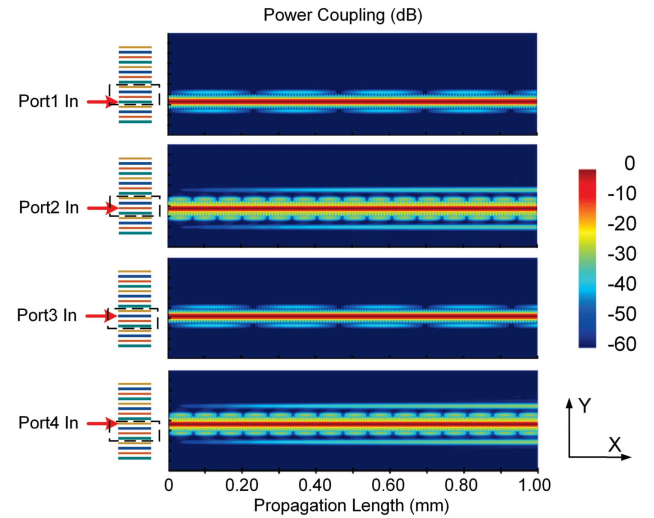 Power Coupling (dB)
Port1 In
Port2 In
Port3 In
Port4 In
0
-10
-20
-30
-40
-50
-60
Y
X
0 0.20 0.40 0.60 0.80 1.00
Propagation Length (mm)